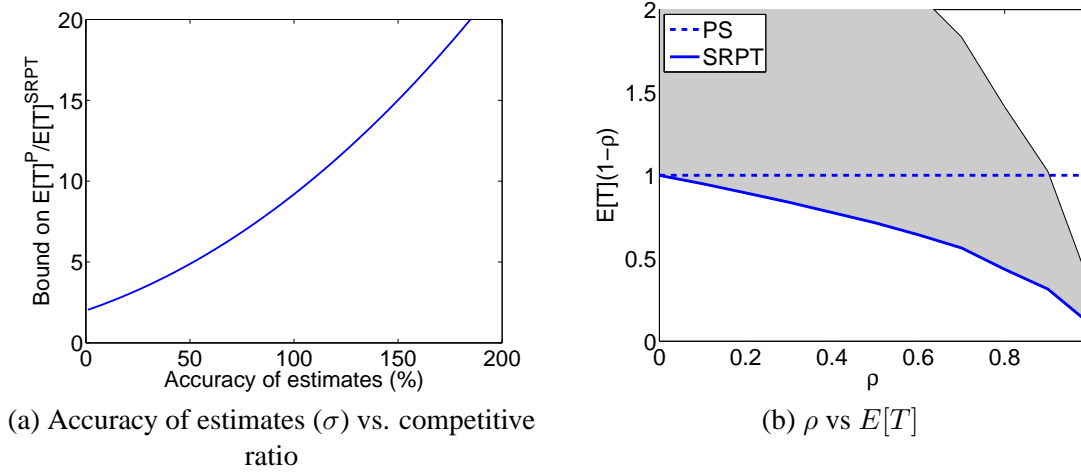 20
15
10
5
0
Bound on E[T]^P/E[T]^SRPT
0 50 100 150 200
Accuracy of estimates (%)
(a) Accuracy of estimates (σ) vs. competitive
ratio
2
1.5
1
0.5
0
E[T](1−ρ)
PS
SRPT
0 0.2 0.4 0.6 0.8
ρ
(b) ρ vs E[T]